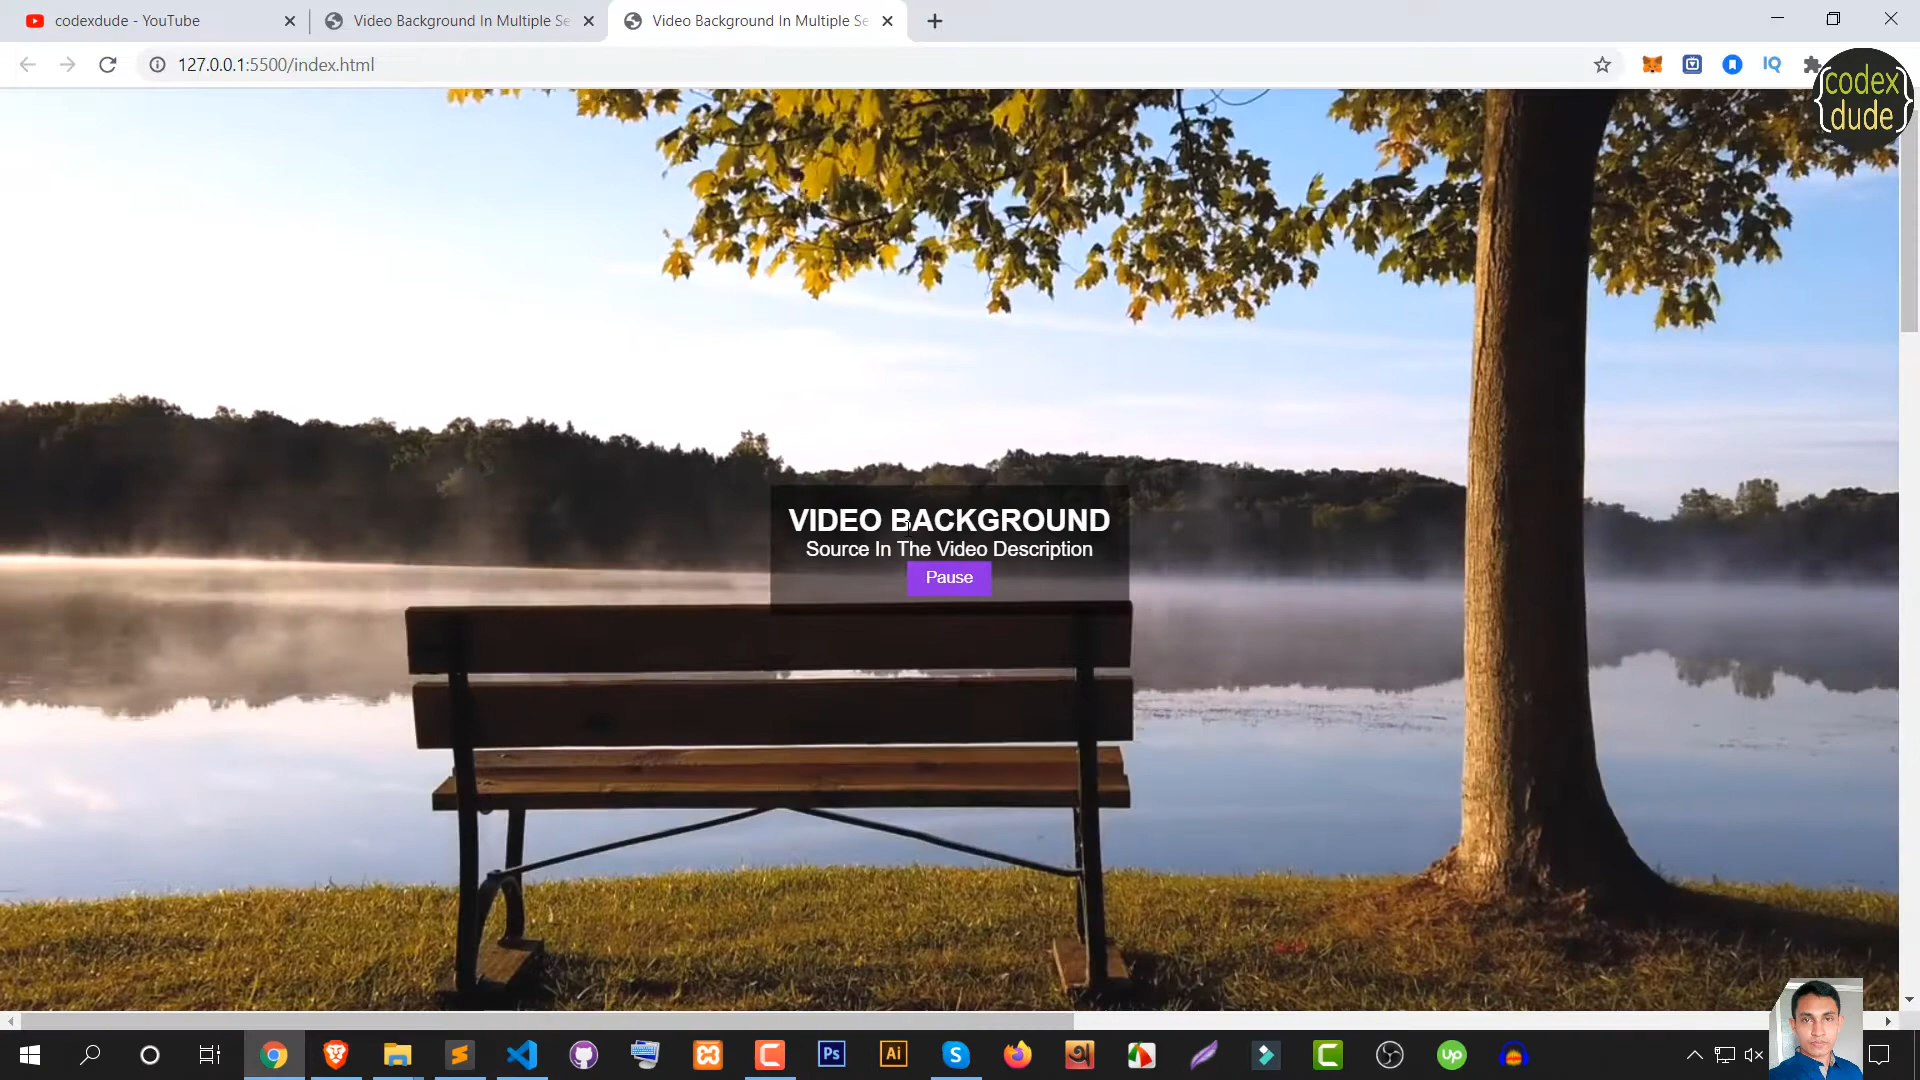 codexdude - YouTube
Video Background In Multiple Se
Video Background In Multiple Se
127.0.0.1:5500/index.html
IQ
{codex
dude}
VIDEO BACKGROUND
Source In The Video Description
Pause
Ps
Ai
S
অ
C
up